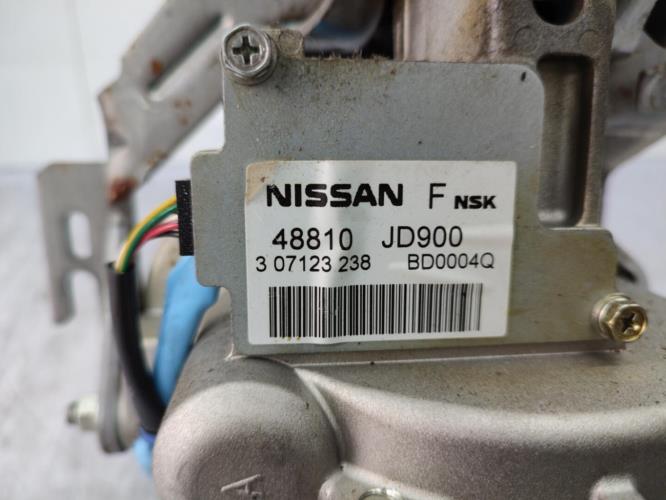 NISSAN F NSK
48810 JD900
3 07123 238 BD0004Q
A